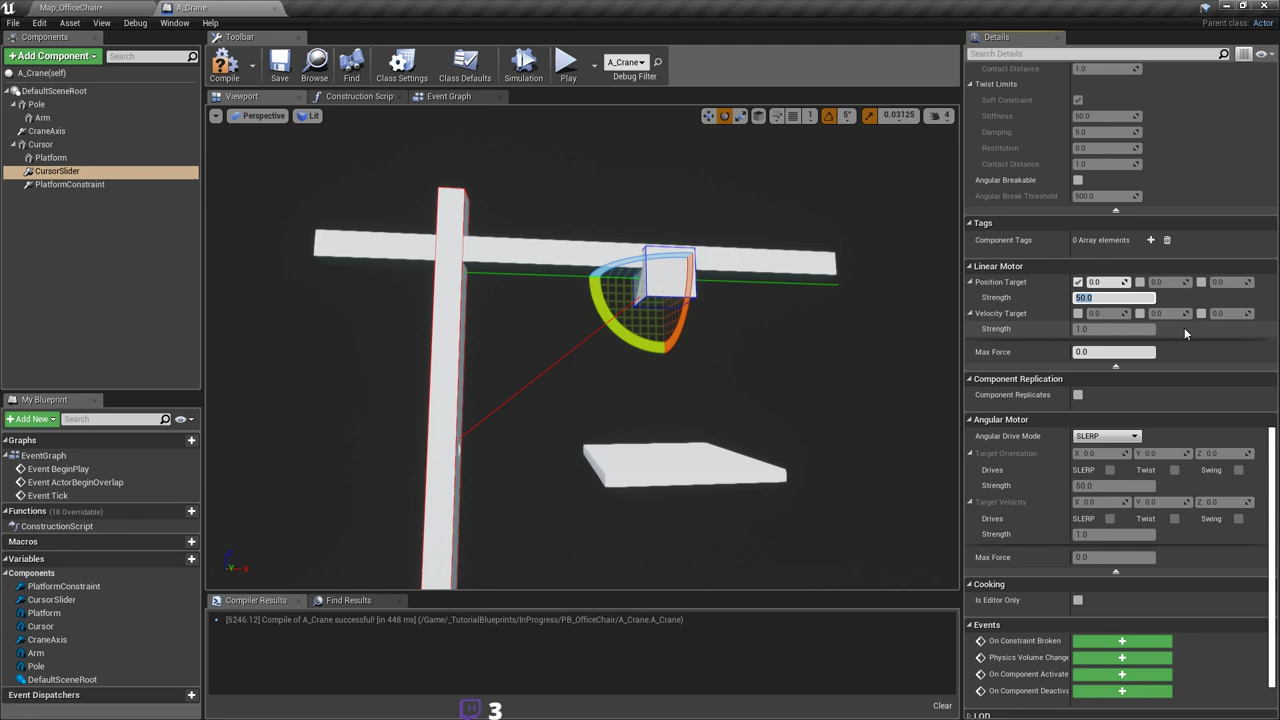 Map_OfficeChair*
A_Crane
File Edit Asset View Debug Window Help
Parent class: Actor
Components
Toolbar
Details
Add Component
Search
A_Crane(self)
DefaultSceneRoot
Pole
Arm
CraneAxis
Cursor
Platform
CursorSlider
PlatformConstraint
Compile
Save
Browse
Find
Class Settings
Class Defaults
Simulation
Play
A_Crane
Debug Filter
Viewport
Construction Scrip
Event Graph
Perspective
Lit
1
5°
0.03125
4
My Blueprint
Add New
Search
Graphs
EventGraph
Event BeginPlay
Event ActorBeginOverlap
Event Tick
Functions (18 Overridable)
ConstructionScript
Macros
Variables
Components
PlatformConstraint
CursorSlider
Platform
Cursor
CraneAxis
Arm
Pole
DefaultSceneRoot
Event Dispatchers
Compiler Results
Find Results
[5246.12] Compile of A_Crane successful! [in 448 ms] (/Game/_TutorialBlueprints/InProgress/PB_OfficeChair/A_Crane.A_Crane)
3
Clear
Search Details
Contact Distance 1.0
Twist Limits
Soft Constraint
Stiffness 50.0
Damping 5.0
Restitution 0.0
Contact Distance 1.0
Angular Breakable
Angular Break Threshold 500.0
Tags
Component Tags 0 Array elements
Linear Motor
Position Target 0.0 0.0 0.0
Strength 50.0
Velocity Target 0.0 0.0 0.0
Strength 1.0
Max Force 0.0
Component Replication
Component Replicates
Angular Motor
Angular Drive Mode SLERP
Target Orientation X 0.0 Y 0.0 Z 0.0
Drives SLERP Twist Swing
Strength 50.0
Target Velocity X 0.0 Y 0.0 Z 0.0
Drives SLERP Twist Swing
Strength 1.0
Max Force 0.0
Cooking
Is Editor Only
Events
On Constraint Broken
Physics Volume Change
On Component Activate
On Component Deactiva
LOD